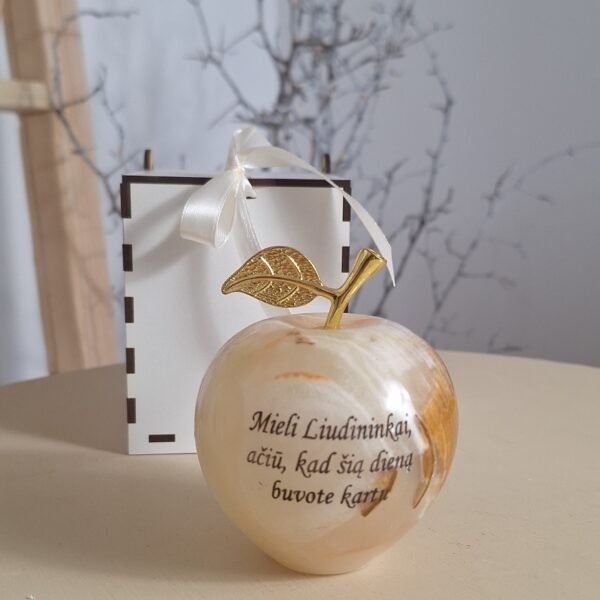 Mieli Liudininkai,
ačiū, kad šią dieną
buvote kartu